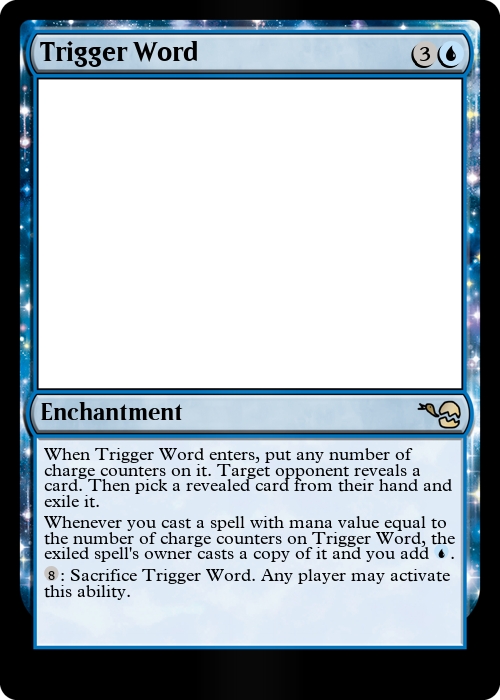 Trigger Word 3
Enchantment
When Trigger Word enters, put any number of
charge counters on it. Target opponent reveals a
card. Then pick a revealed card from their hand and
exile it.
Whenever you cast a spell with mana value equal to
the number of charge counters on Trigger Word, the
exiled spell's owner casts a copy of it and you add .
8: Sacrifice Trigger Word. Any player may activate
this ability.